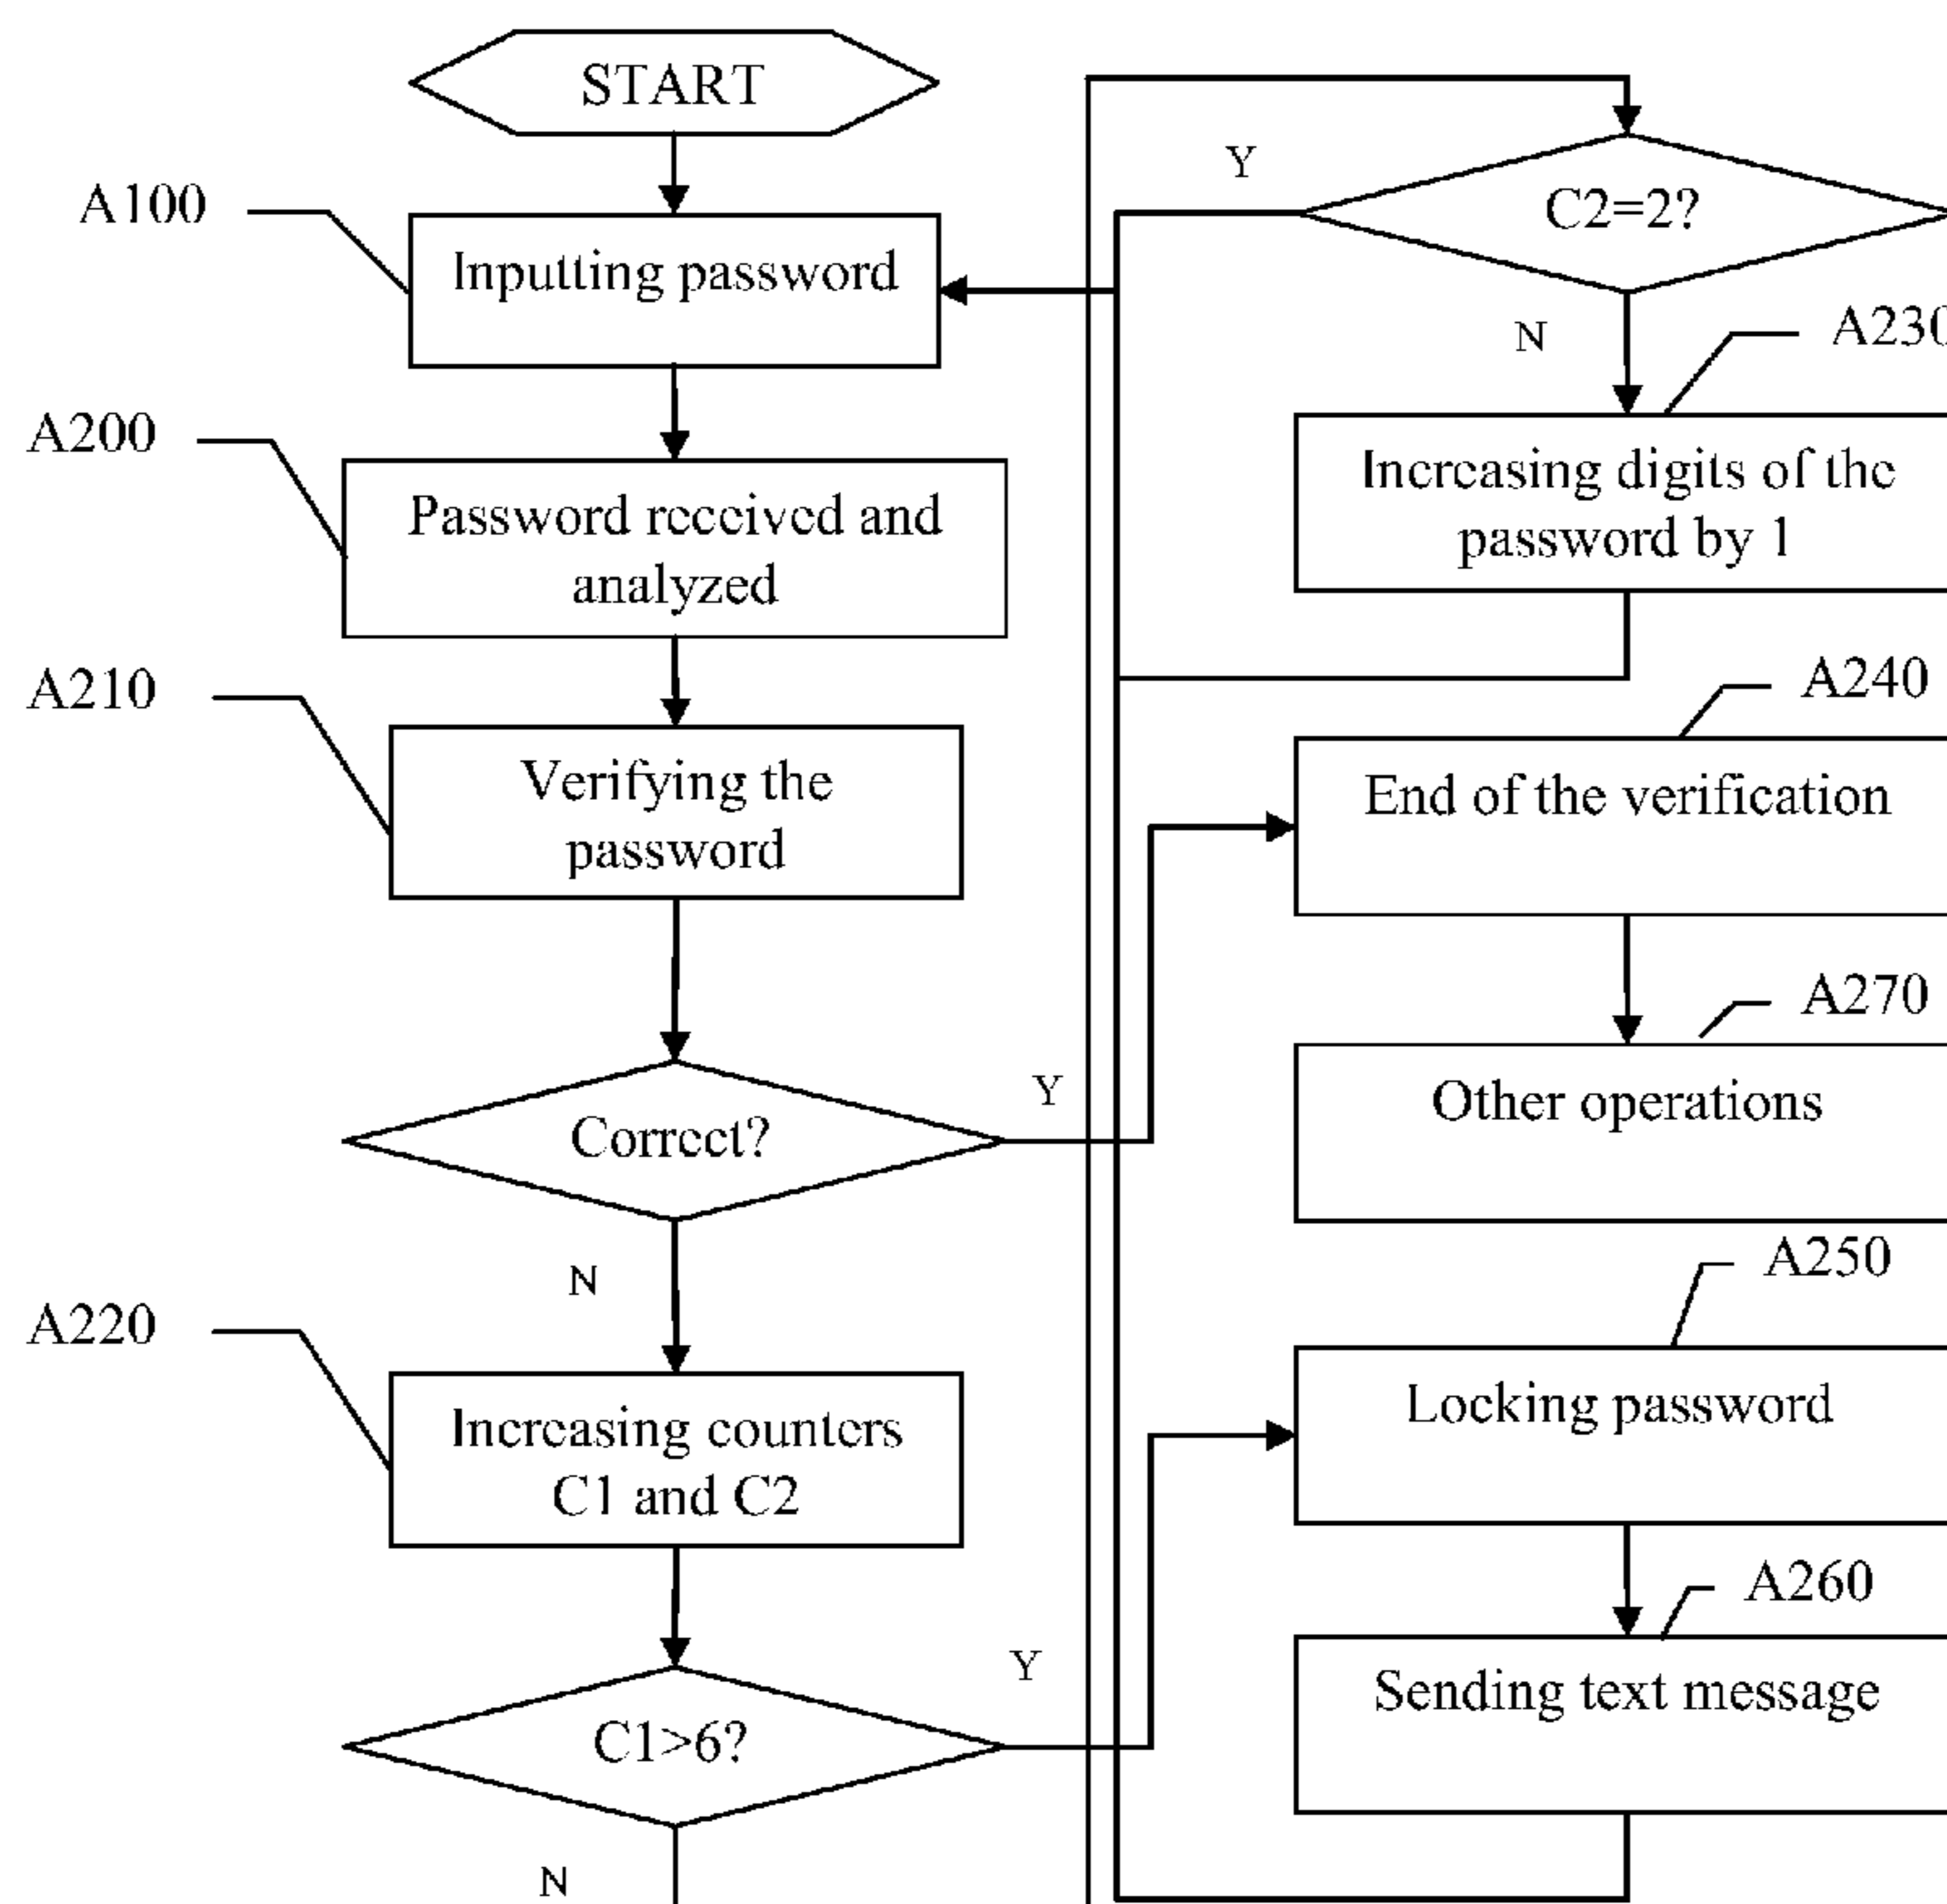 START
A100
Inputting password
A200
Password received and
analyzed
A210
Verifying the
password
Correct?
Y
N
A220
Increasing counters
C1 and C2
C1>6?
Y
N
C2=2?
Y
N
A230
Increasing digits of the
password by 1
A240
End of the verification
A270
Other operations
A250
Locking password
A260
Sending text message